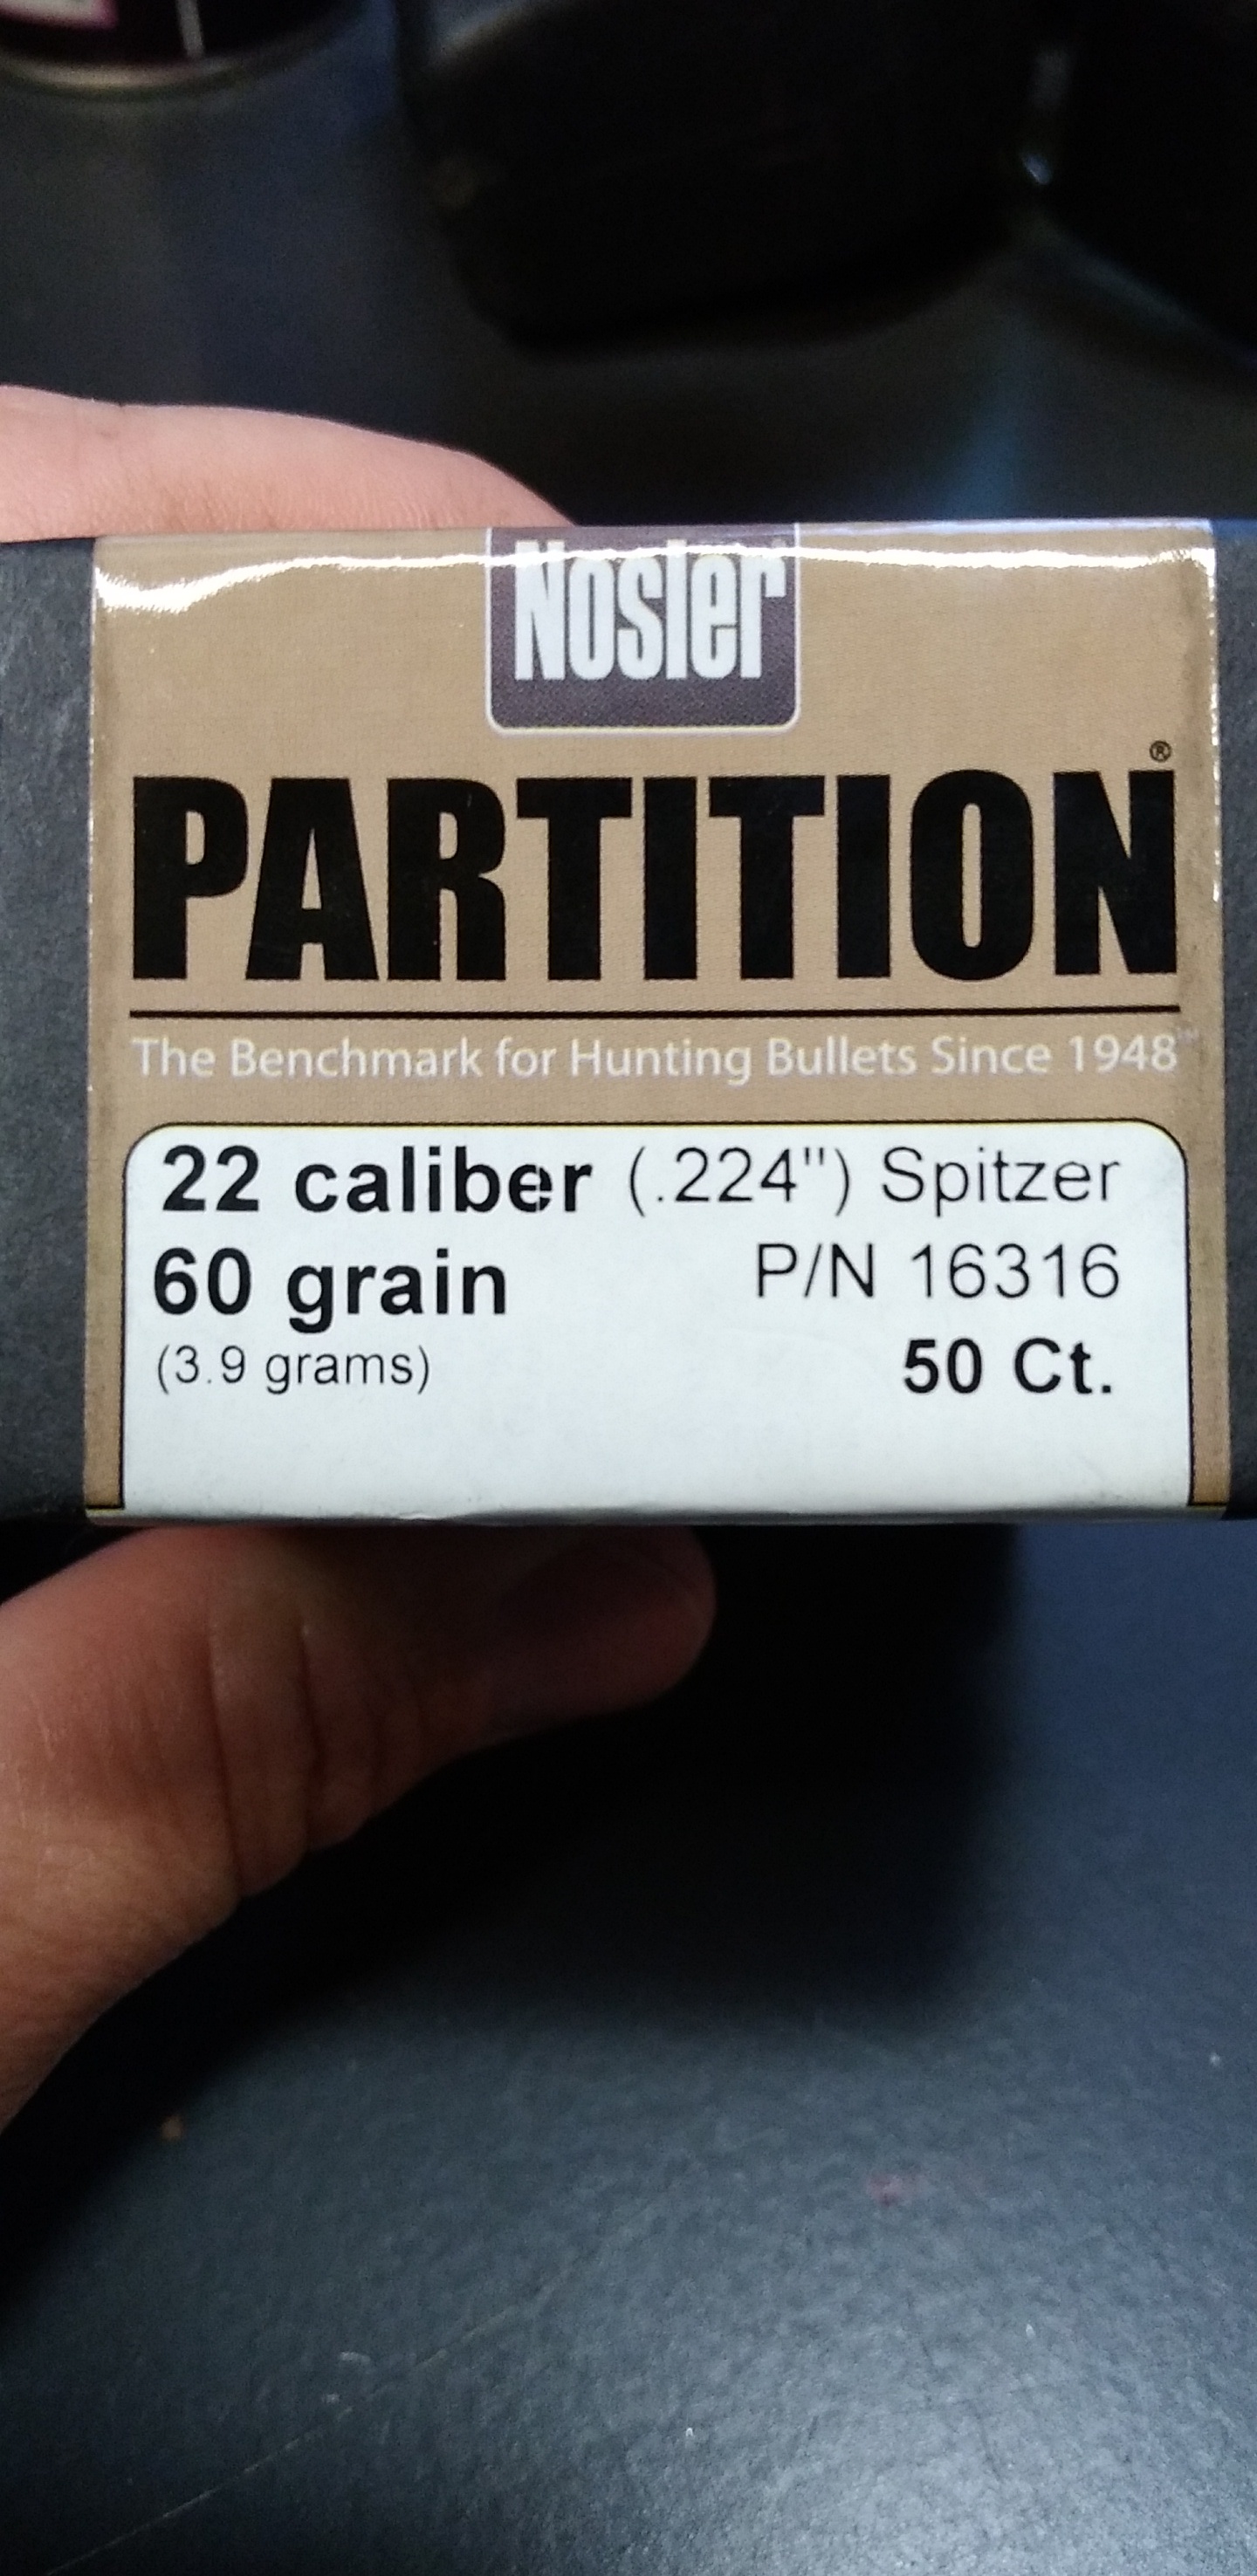 Nosler
PARTITION®
The Benchmark for Hunting Bullets Since 1948™
22 caliber (.224") Spitzer
60 grain P/N 16316
(3.9 grams) 50 Ct.